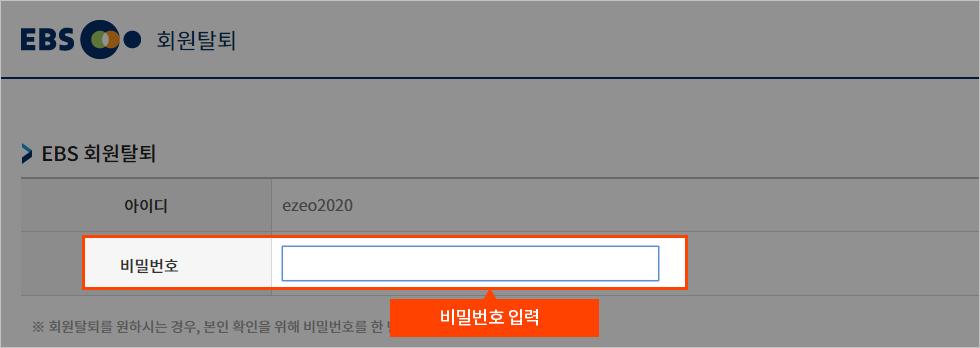 EBS 회원탈퇴
EBS 회원탈퇴
아이디 ezeo2020
비밀번호
비밀번호 입력
※ 회원탈퇴를 원하시는 경우, 본인 확인을 위해 비밀번호를 한